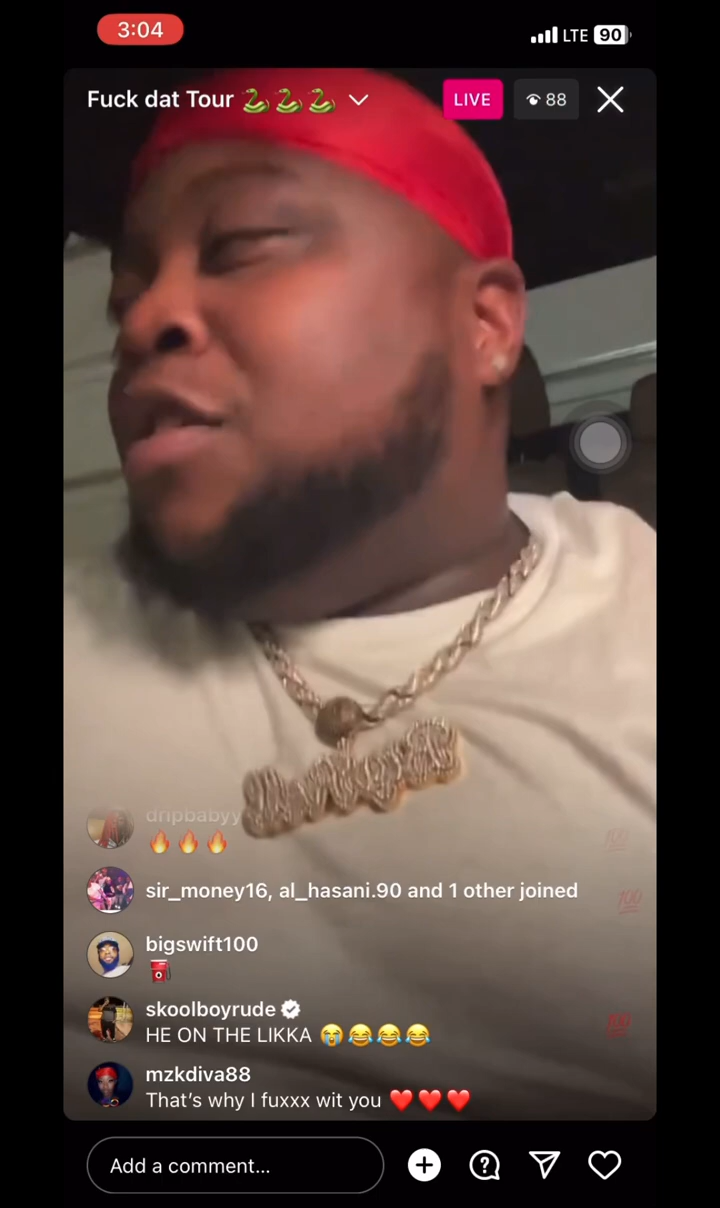 3:04
LTE 90
Fuck dat Tour 🐍🐍🐍
LIVE
88
dripbabyy
🔥🔥🔥
sir_money16, al_hasani.90 and 1 other joined
bigswift100
⛽
skoolboyrude
HE ON THE LIKKA 😭😂😂😂
mzkdiva88
That’s why I fuxxx wit you ❤️❤️❤️
Add a comment...